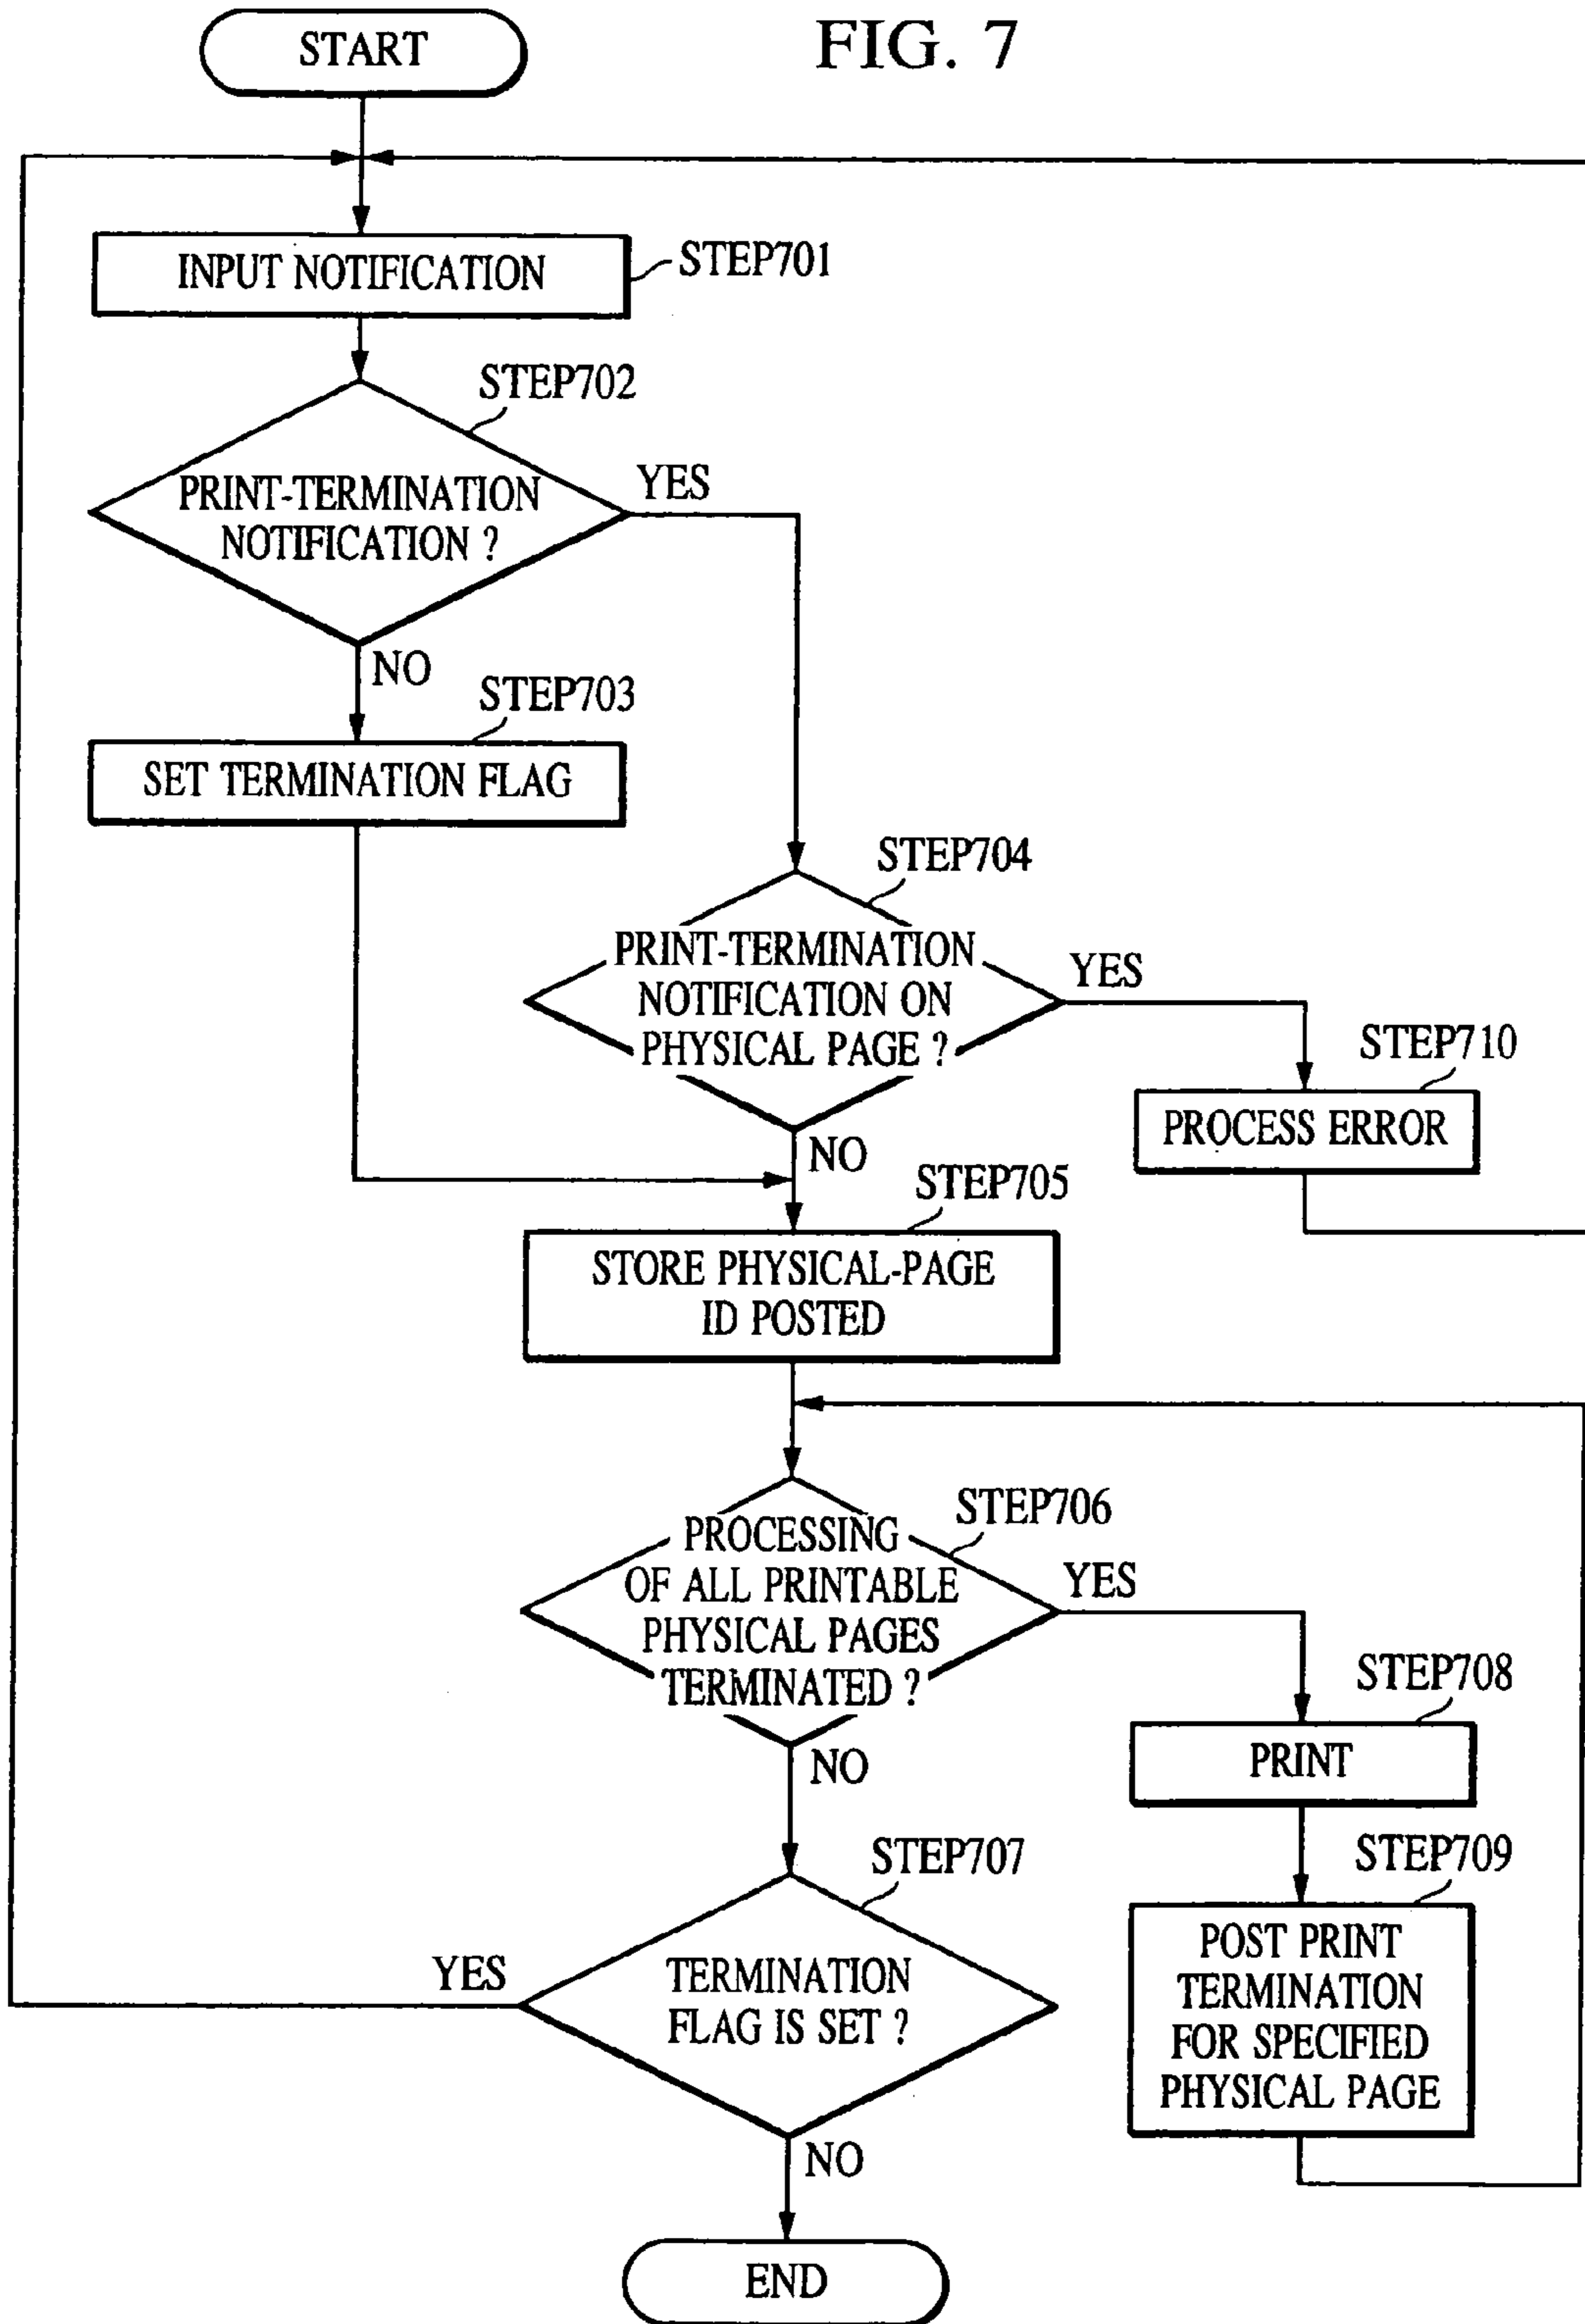 FIG. 7
START
INPUT NOTIFICATION
STEP701
STEP702
PRINT-TERMINATION
NOTIFICATION ?
YES
NO
STEP703
SET TERMINATION FLAG
STEP704
PRINT-TERMINATION
NOTIFICATION ON
PHYSICAL PAGE ?
YES
NO
STEP710
PROCESS ERROR
STEP705
STORE PHYSICAL-PAGE
ID POSTED
STEP706
PROCESSING
OF ALL PRINTABLE
PHYSICAL PAGES
TERMINATED ?
YES
NO
STEP708
PRINT
STEP709
POST PRINT
TERMINATION
FOR SPECIFIED
PHYSICAL PAGE
STEP707
TERMINATION
FLAG IS SET ?
YES
NO
END